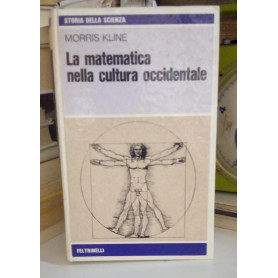 STORIA DELLA SCIENZA
MORRIS KLINE
La matematica
nella cultura occidentale
FELTRINELLI